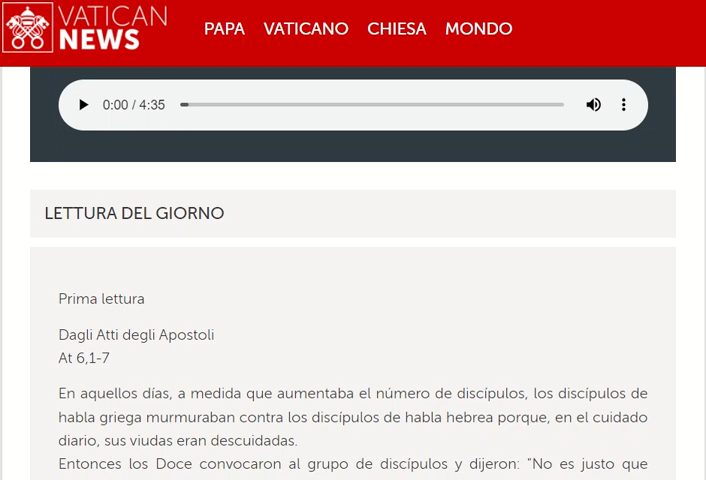 VATICAN
NEWS
PAPA VATICANO CHIESA MONDO
0:00 / 4:35
LETTURA DEL GIORNO
Prima lettura
Dagli Atti degli Apostoli
At 6,1-7
En aquellos días, a medida que aumentaba el número de discípulos, los discípulos de
habla griega murmuraban contra los discípulos de habla hebrea porque, en el cuidado
diario, sus viudas eran descuidadas.
Entonces los Doce convocaron al grupo de discípulos y dijeron: "No es justo que